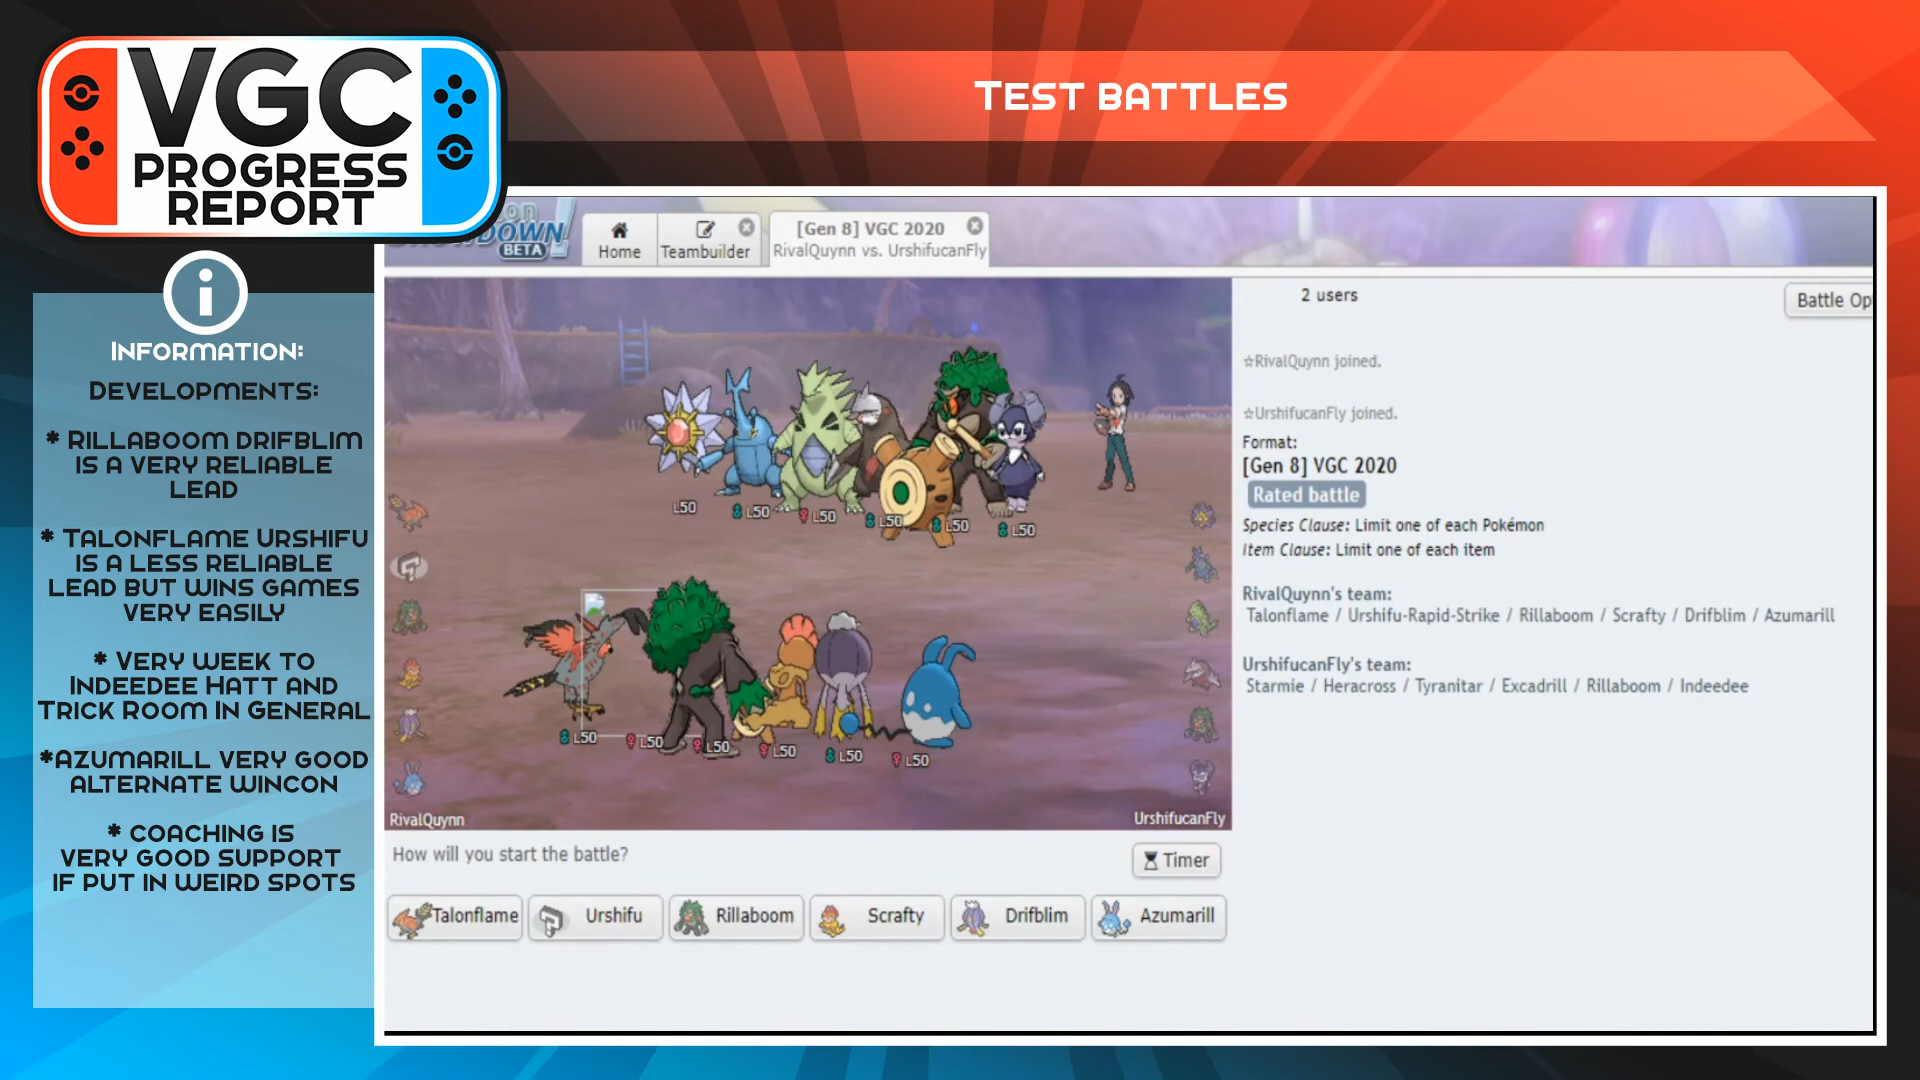 VGC
PROGRESS
REPORT
TEST BATTLES
INFORMATION:
DEVELOPMENTS:
* RILLABOOM DRIFBLIM
IS A VERY RELIABLE
LEAD
* TALONFLAME URSHIFU
IS A LESS RELIABLE
LEAD BUT WINS GAMES
VERY EASILY
* VERY WEEK TO
INDEEDEE HATT AND
TRICK ROOM IN GENERAL
*AZUMARILL VERY GOOD
ALTERNATE WINCON
* COACHING IS
VERY GOOD SUPPORT
IF PUT IN WEIRD SPOTS
BETA
Home
Teambuilder
[Gen 8] VGC 2020
RivalQuynn vs. UrshifucanFly
2 users
Battle Op
☆RivalQuynn joined.
☆UrshifucanFly joined.
Format:
[Gen 8] VGC 2020
Rated battle
Species Clause: Limit one of each Pokémon
Item Clause: Limit one of each item
RivalQuynn's team:
Talonflame / Urshifu-Rapid-Strike / Rillaboom / Scrafty / Drifblim / Azumarill
UrshifucanFly's team:
Starmie / Heracross / Tyranitar / Excadrill / Rillaboom / Indeedee
L50 L50 L50 L50 L50 L50
L50 L50 L50 L50 L50 L50
RivalQuynn
UrshifucanFly
How will you start the battle?
Timer
Talonflame Urshifu Rillaboom Scrafty Drifblim Azumarill